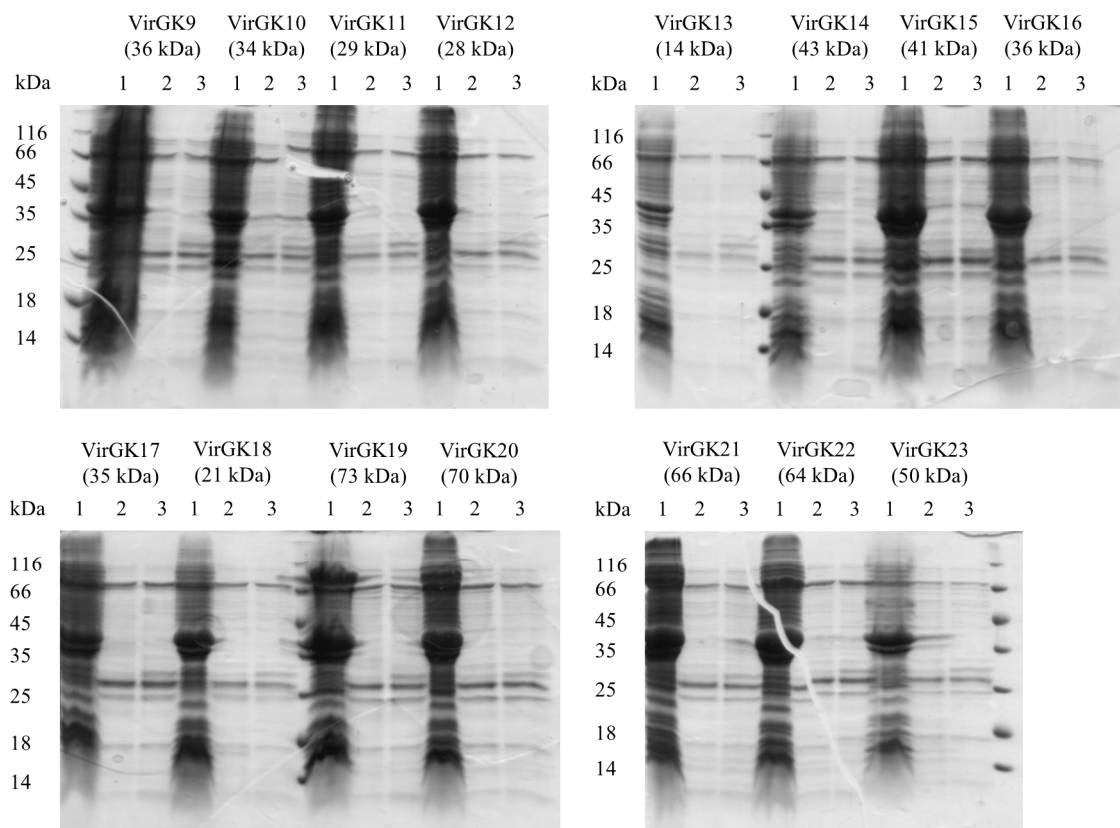 VirGK9 VirGK10 VirGK11 VirGK12
(36 kDa) (34 kDa) (29 kDa) (28 kDa)
kDa 1 2 3 1 2 3 1 2 3 1 2 3
116
66
45
35
25
18
14
VirGK13 VirGK14 VirGK15 VirGK16
(14 kDa) (43 kDa) (41 kDa) (36 kDa)
kDa 1 2 3 1 2 3 1 2 3 1 2 3
116
66
45
35
25
18
14
VirGK17 VirGK18 VirGK19 VirGK20
(35 kDa) (21 kDa) (73 kDa) (70 kDa)
kDa 1 2 3 1 2 3 1 2 3 1 2 3
116
66
45
35
25
18
14
VirGK21 VirGK22 VirGK23
(66 kDa) (64 kDa) (50 kDa)
kDa 1 2 3 1 2 3 1 2 3
116
66
45
35
25
18
14